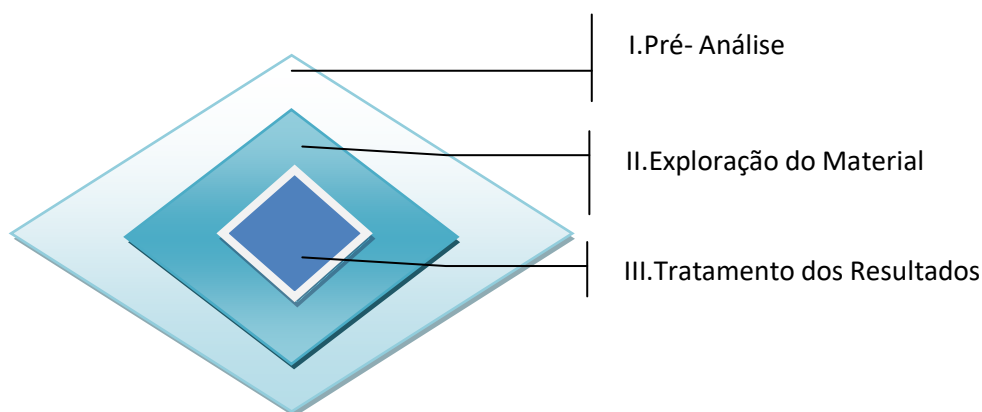 I.Pré- Análise
II.Exploração do Material
III.Tratamento dos Resultados